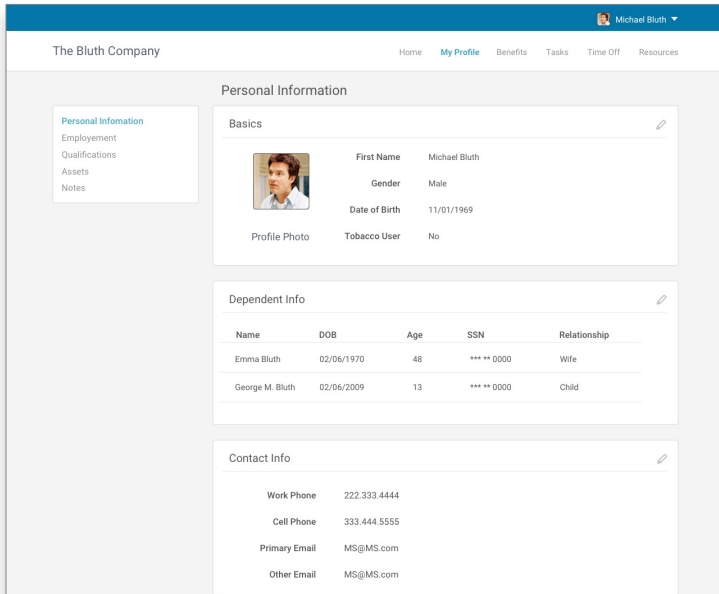 Michael Bluth
The Bluth Company
Home My Profile Benefits Tasks Time Off Resources
Personal Information
Personal Infomation
Employement
Qualifications
Assets
Notes
Basics
First Name Michael Bluth
Gender Male
Date of Birth 11/01/1969
Profile Photo Tobacco User No
Dependent Info
Name DOB Age SSN Relationship
Emma Bluth 02/06/1970 48 *** ** 0000 Wife
George M. Bluth 02/06/2009 13 *** ** 0000 Child
Contact Info
Work Phone 222.333.4444
Cell Phone 333.444.5555
Primary Email MS@MS.com
Other Email MS@MS.com